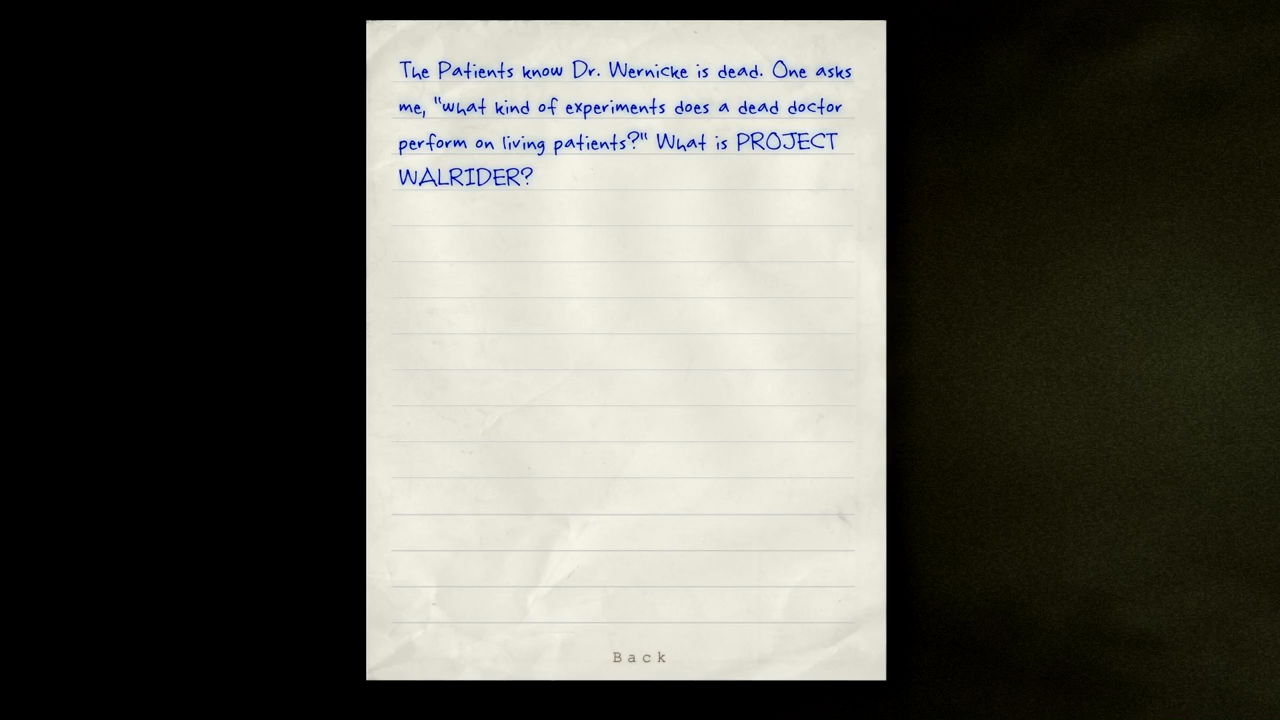 The Patients know Dr. Wernicke is dead. One asks
me, "what kind of experiments does a dead doctor
perform on living patients?" What is PROJECT
WALRIDER?
Back